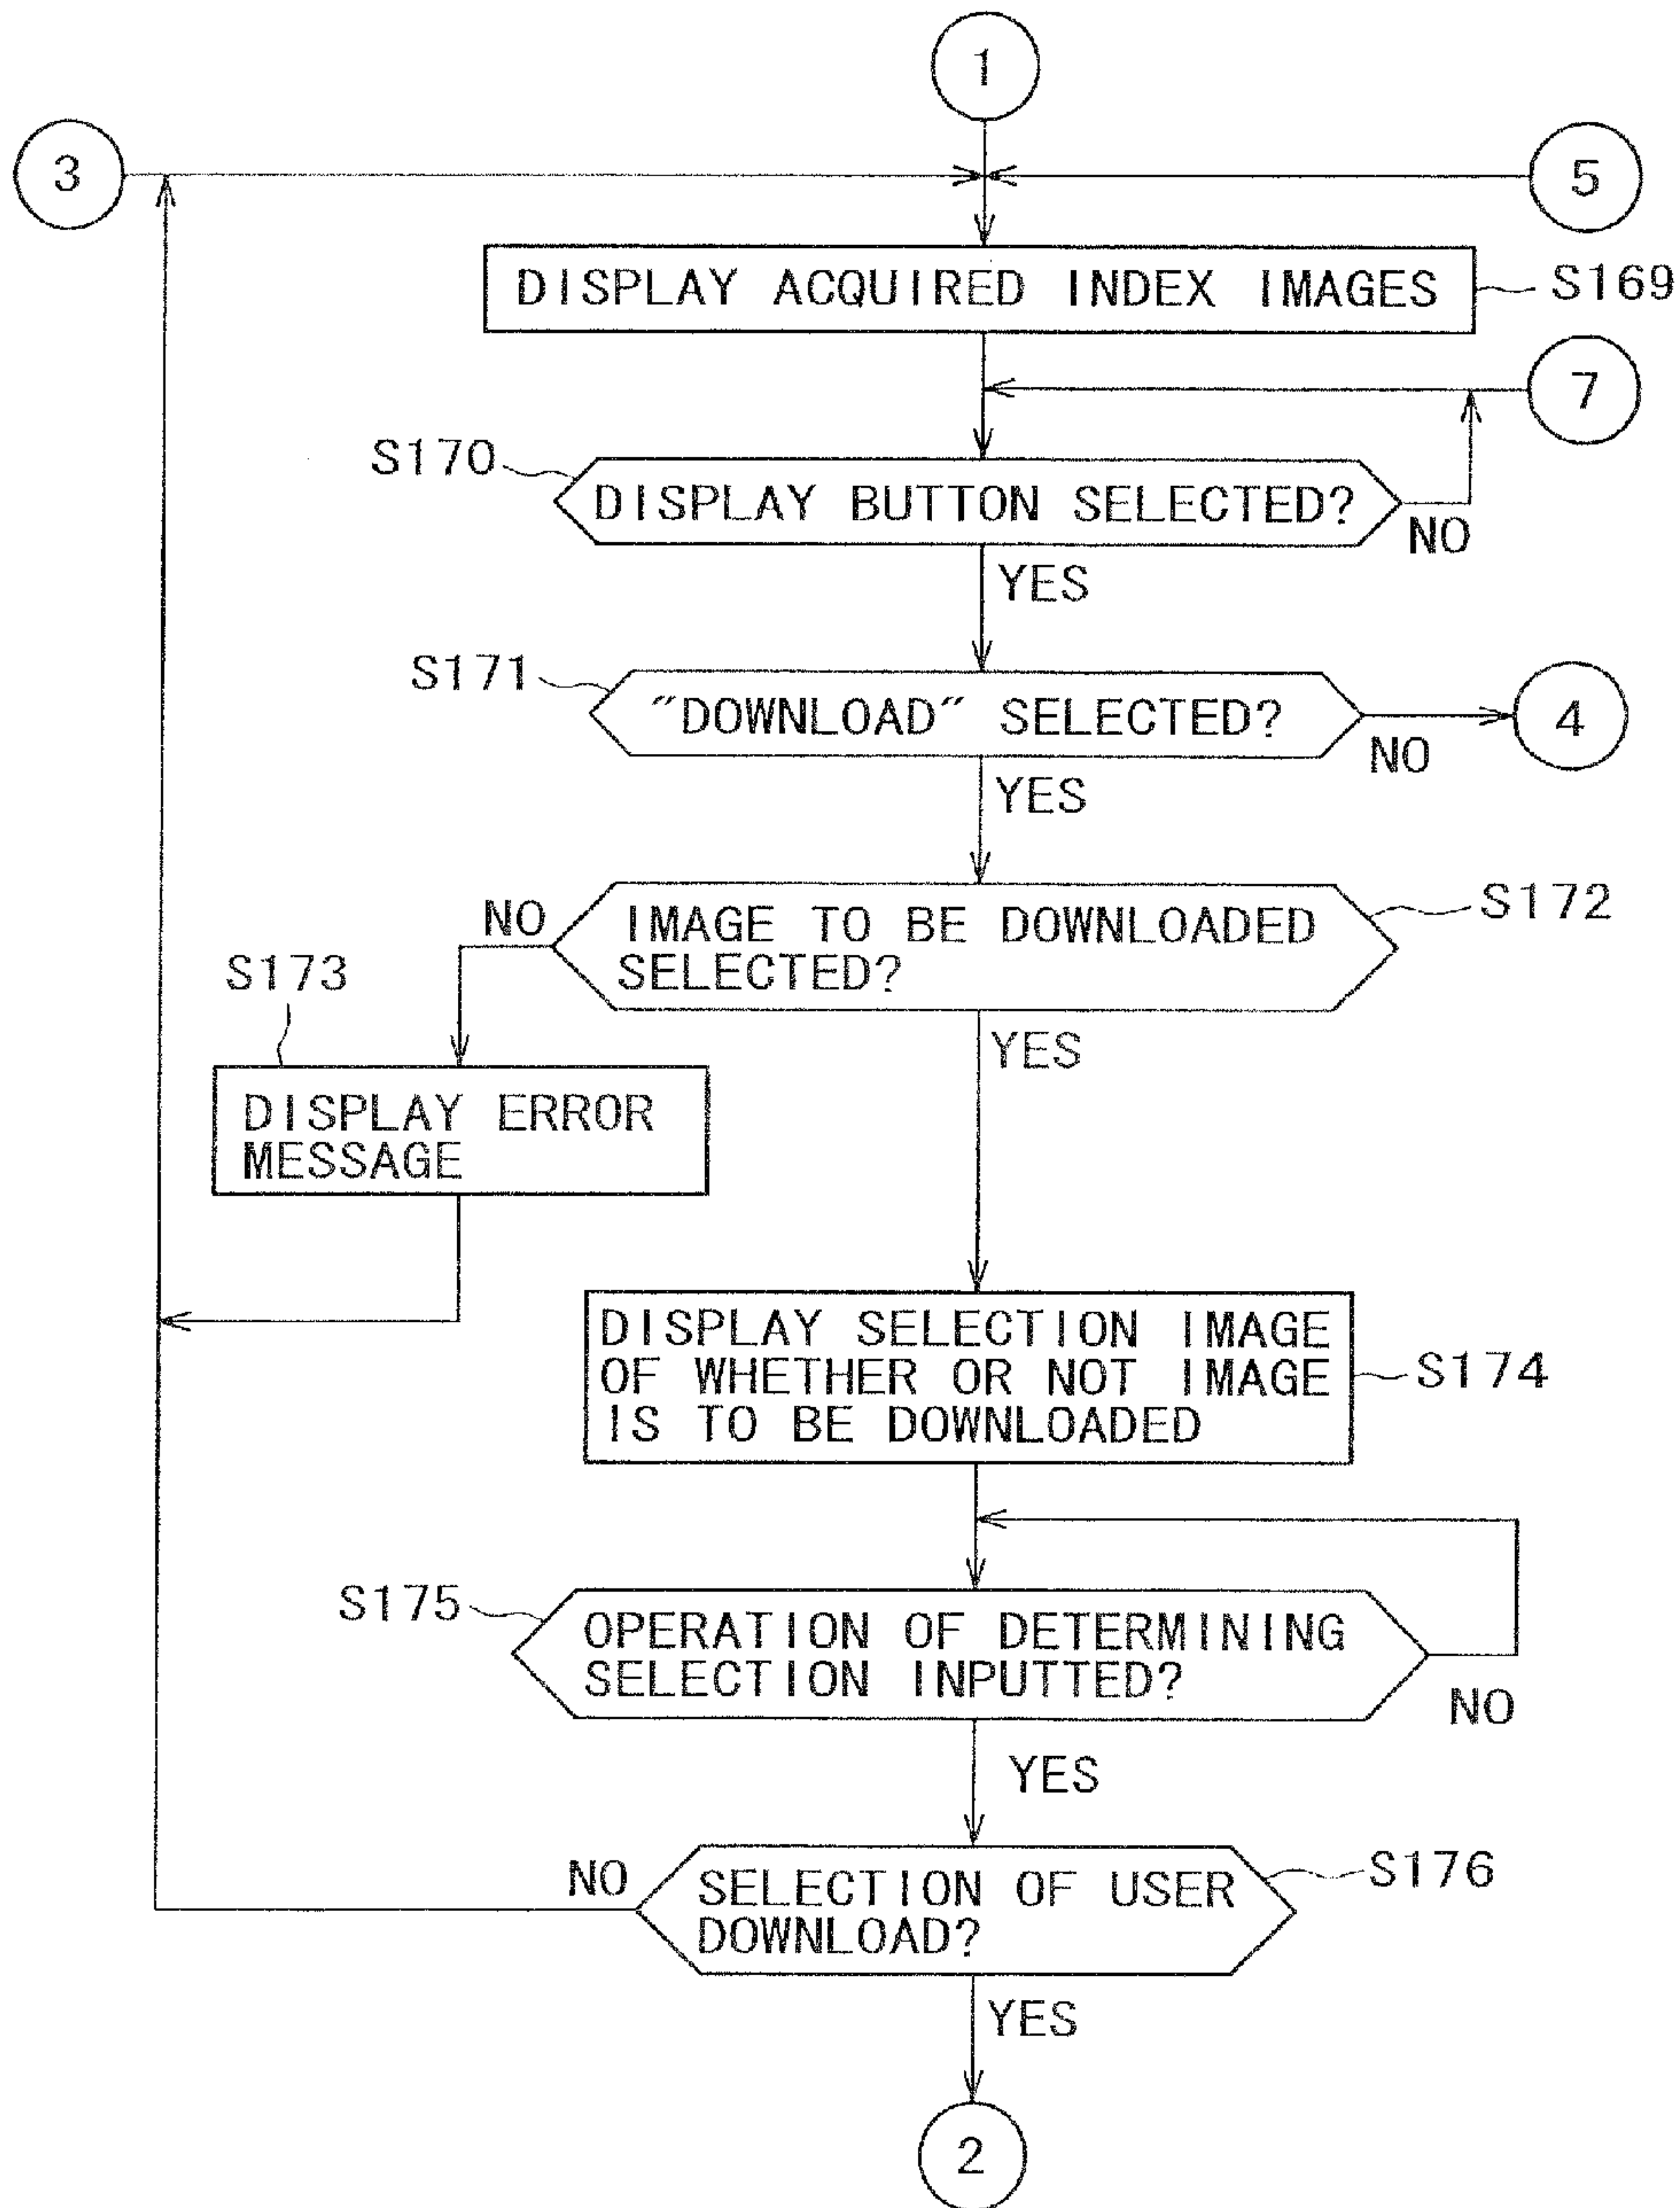 1
3
5
DISPLAY ACQUIRED INDEX IMAGES
S169
7
S170
DISPLAY BUTTON SELECTED?
NO
YES
S171
"DOWNLOAD" SELECTED?
4
NO
YES
S172
NO
IMAGE TO BE DOWNLOADED
SELECTED?
S173
YES
DISPLAY ERROR
MESSAGE
DISPLAY SELECTION IMAGE
OF WHETHER OR NOT IMAGE
IS TO BE DOWNLOADED
S174
S175
OPERATION OF DETERMINING
SELECTION INPUTTED?
NO
YES
NO
SELECTION OF USER
DOWNLOAD?
S176
YES
2